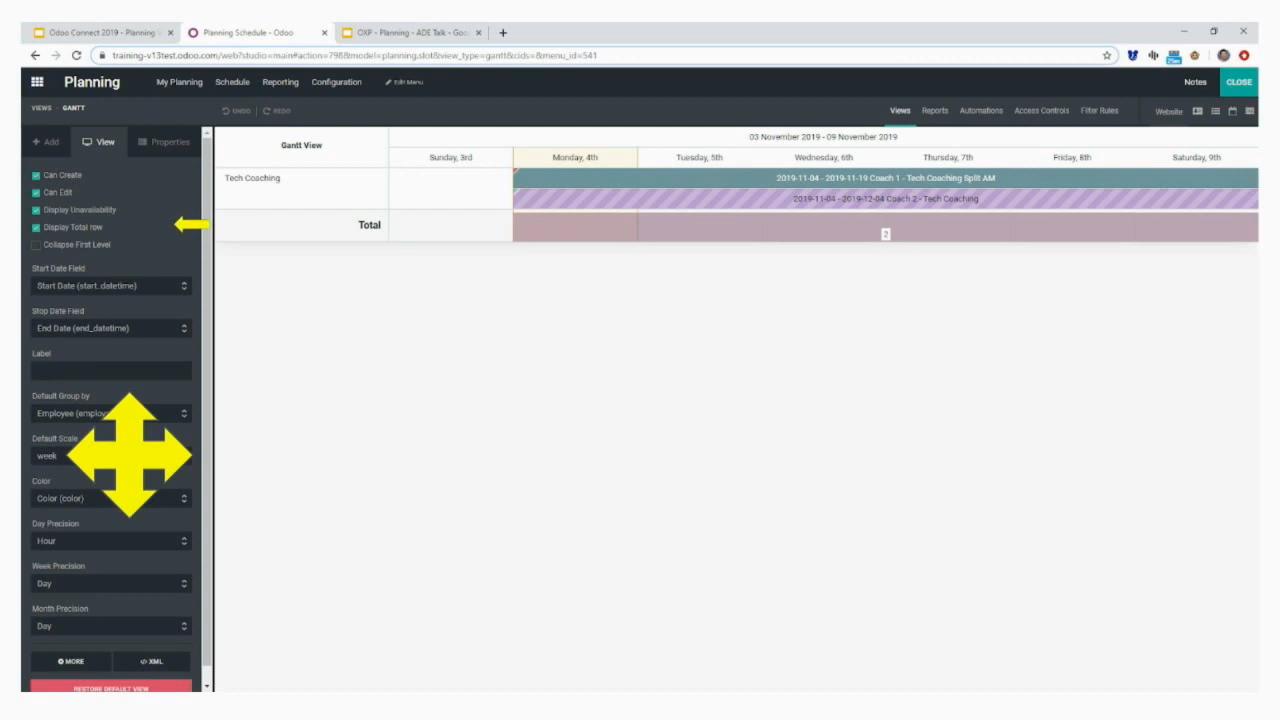 Odoo Connect 2019 - Planning
Planning Schedule - Odoo
OXP - Planning - ADE Talk - Goo
training-v13test.odoo.com/web?studio=main#action=798&model=planning.slot&view_type=gantt&cids=&menu_id=541
Planning
My Planning
Schedule
Reporting
Configuration
Edit Menu
Notes
CLOSE
VIEWS
GANTT
UNDO
REDO
Views
Reports
Automations
Access Controls
Filter Rules
Website
+ Add
View
Properties
Can Create
Can Edit
Display Unavailability
Display Total row
Collapse First Level
Start Date Field
Start Date (start_datetime)
Stop Date Field
End Date (end_datetime)
Label
Default Group by
Employee (employ
Default Scale
week
Color
Color (color)
Day Precision
Hour
Week Precision
Day
Month Precision
Day
MORE
</> XML
RESTORE DEFAULT VIEW
Gantt View
03 November 2019 - 09 November 2019
Sunday, 3rd
Monday, 4th
Tuesday, 5th
Wednesday, 6th
Thursday, 7th
Friday, 8th
Saturday, 9th
Tech Coaching
2019-11-04 - 2019-11-19 Coach 1 - Tech Coaching Split AM
2019-11-04 - 2019-12-04 Coach 2 - Tech Coaching
Total
2